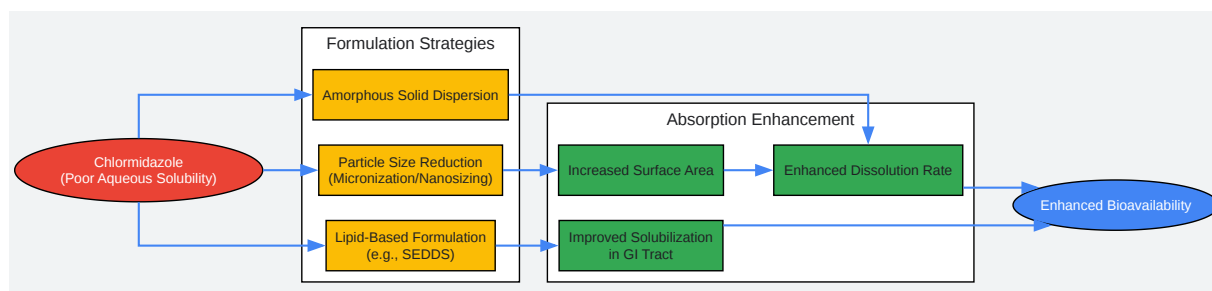 Formulation Strategies
Amorphous Solid Dispersion
Absorption Enhancement
Chlormidazole
(Poor Aqueous Solubility)
Particle Size Reduction
(Micronization/Nanosizing)
Increased Surface Area
Enhanced Dissolution Rate
Enhanced Bioavailability
Lipid-Based Formulation
(e.g., SEDDS)
Improved Solubilization
in GI Tract